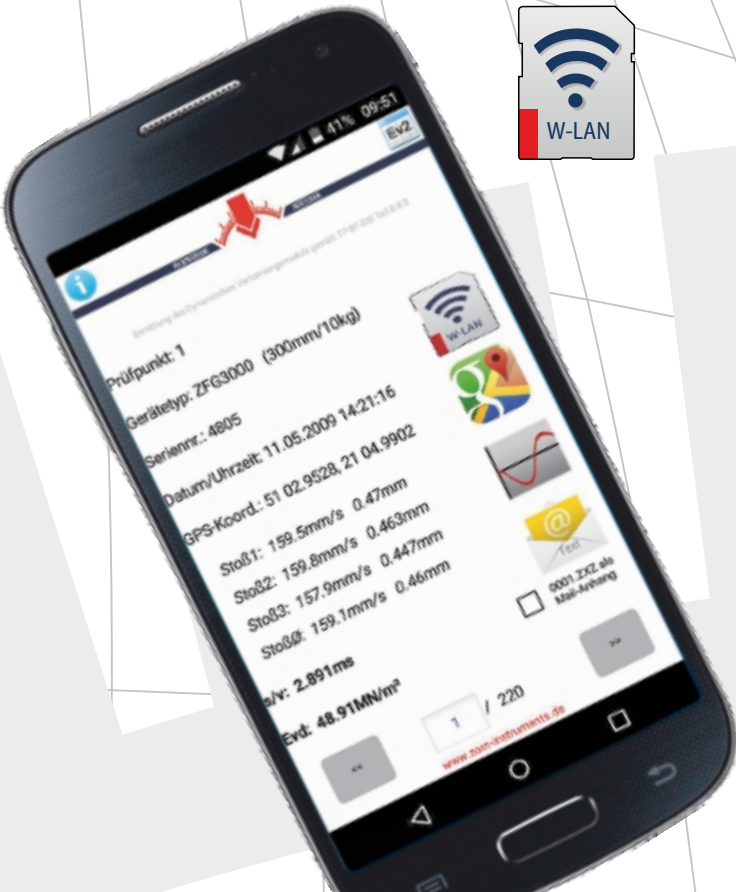 W-LAN
41% 09:51
Ev2
i
Prüfpunkt: 1
Gerätetyp: ZFG3000 (300mm/10kg)
W-LAN
Seriennr.: 4805
Datum/Uhrzeit: 11.05.2009 14:21:16
GPS-Koord.: 51 02.9528, 21 04.9902
Stoß1: 159.5mm/s 0.47mm
Stoß2: 159.8mm/s 0.463mm
Stoß3: 157.9mm/s 0.447mm
StoßØ: 159.1mm/s 0.46mm
@
Text
0001.ZXZ als
Mail-Anhang
s/v: 2.891ms
Evd: 48.91MN/m²
<<
1 / 220
>>
www.zorn-instruments.de